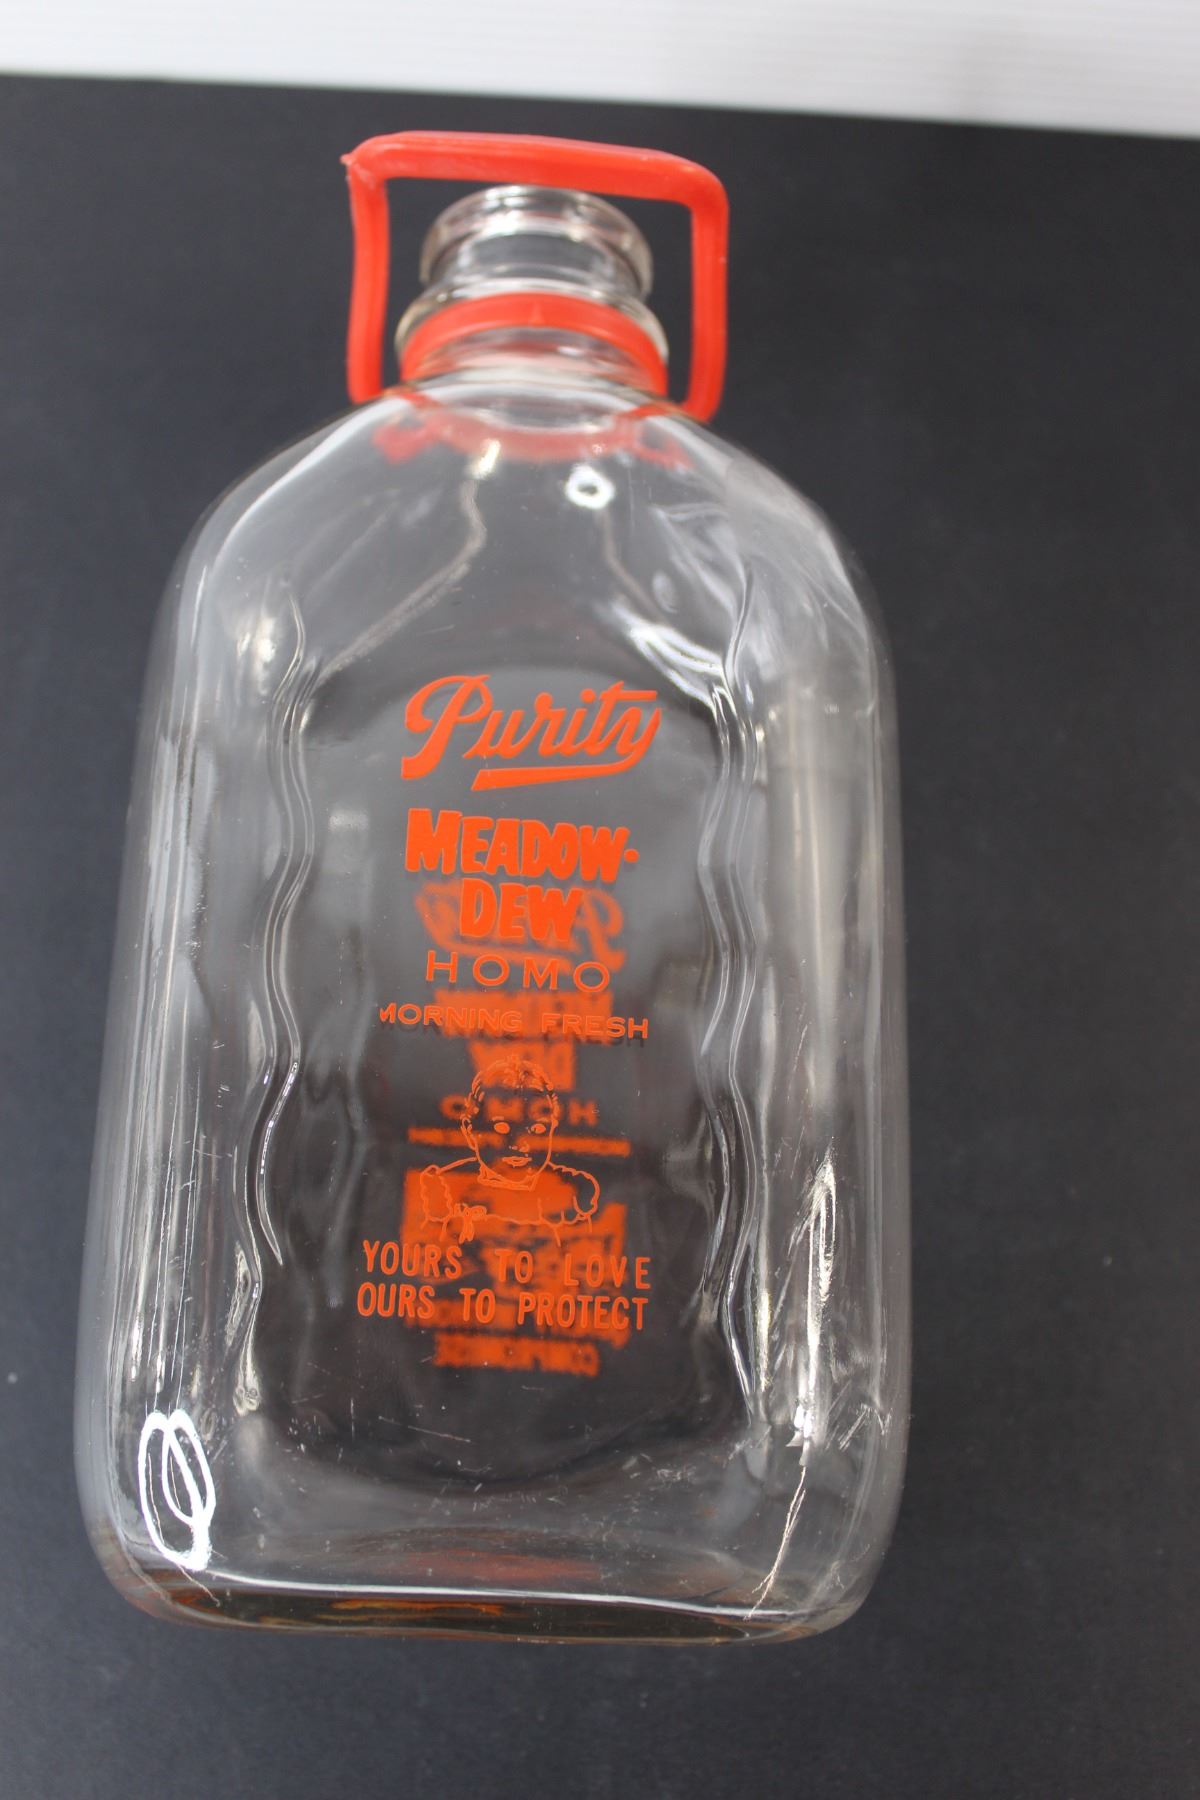 Purity
MEADOW-
DEW
HOMO
MORNING FRESH
YOURS TO LOVE
OURS TO PROTECT